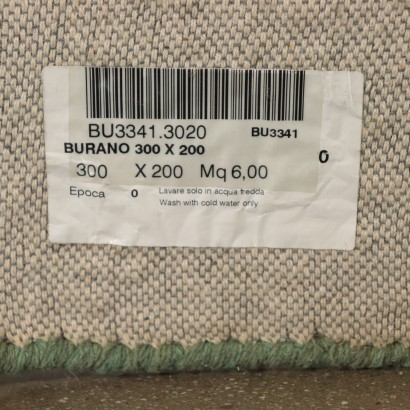 BU3341.3020 BU3341
BURANO 300 X 200
0
300 X 200 Mq 6,00
Epoca 0 Lavare solo in acqua fredda
Wash with cold water only